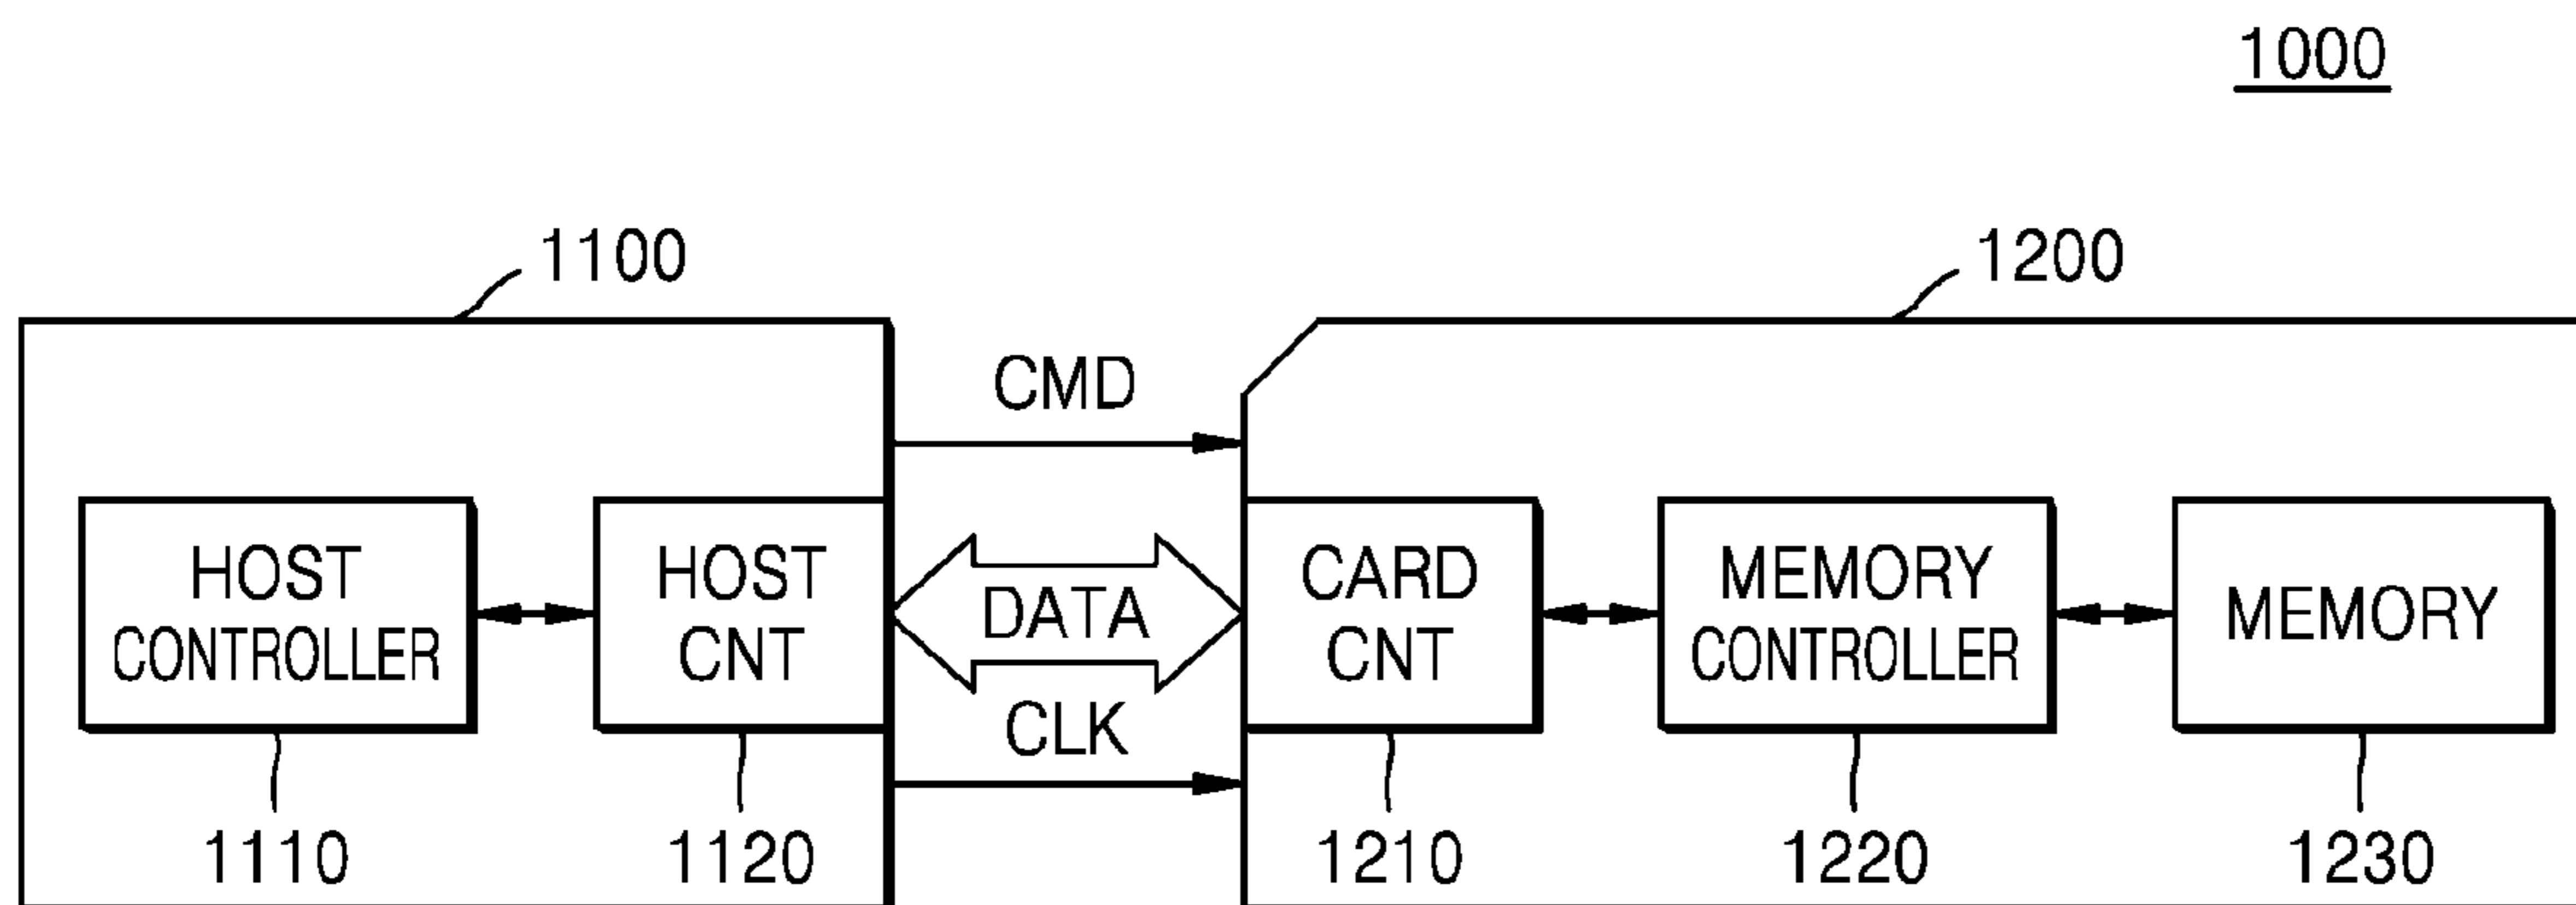 1000
1100
1200
CMD
HOST
CONTROLLER
HOST
CNT
DATA
CARD
CNT
MEMORY
CONTROLLER
MEMORY
CLK
1110
1120
1210
1220
1230